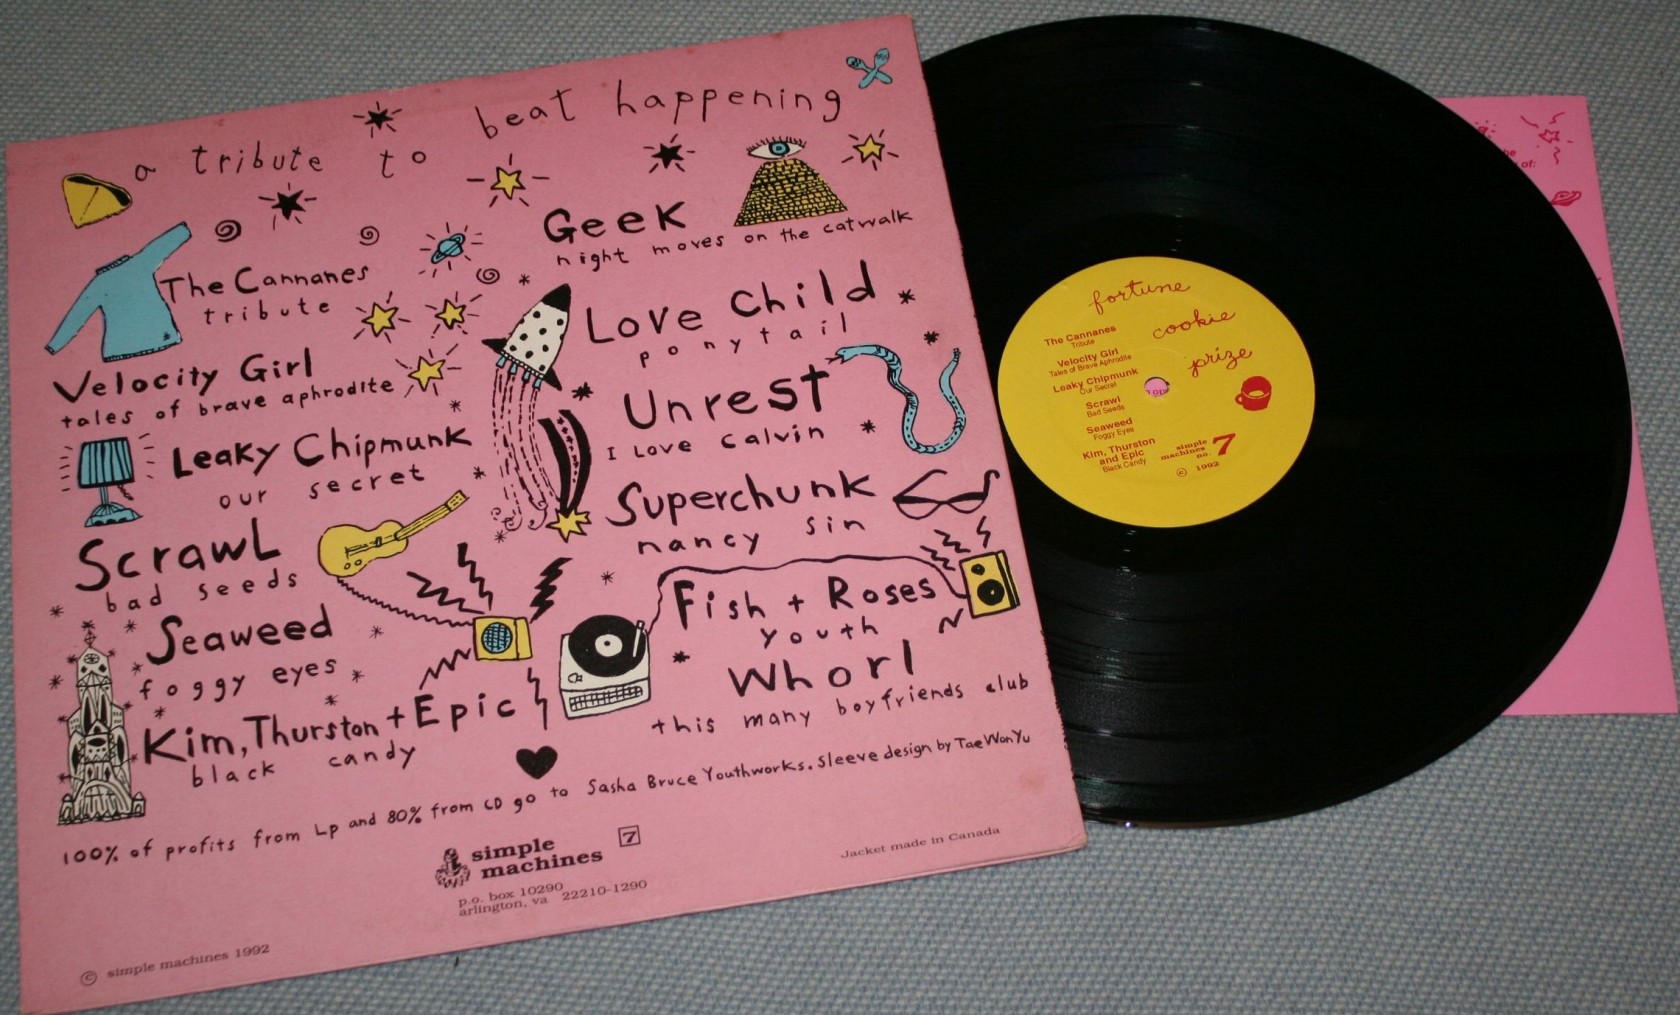 a tribute to beat happening
The Cannanes
tribute
Velocity Girl
tales of brave aphrodite
Leaky Chipmunk
our secret
Scrawl
bad seeds
Seaweed
foggy eyes
Kim, Thurston + Epic
black candy
Geek
night moves on the catwalk
Love Child
ponytail
Unrest
I Love Calvin
Superchunk
nancy sin
Fish + Roses
youth
Whorl
this many boyfriends club
100% of profits from Lp and 80% from CD go to Sasha Bruce Youthworks. Sleeve design by Tae Won Yu
simple
machines
7
p.o. box 10290
arlington, va 22210-1290
Jacket made in Canada
© simple machines 1992
fortune
cookie
prize
The Cannanes
Tribute
Velocity Girl
Tales of Brave Aphrodite
Leaky Chipmunk
Our Secret
Scrawl
Bad Seeds
Seaweed
Foggy Eyes
Kim, Thurston
and Epic
Black Candy
simple
machines
no. 7
© 1992
of: